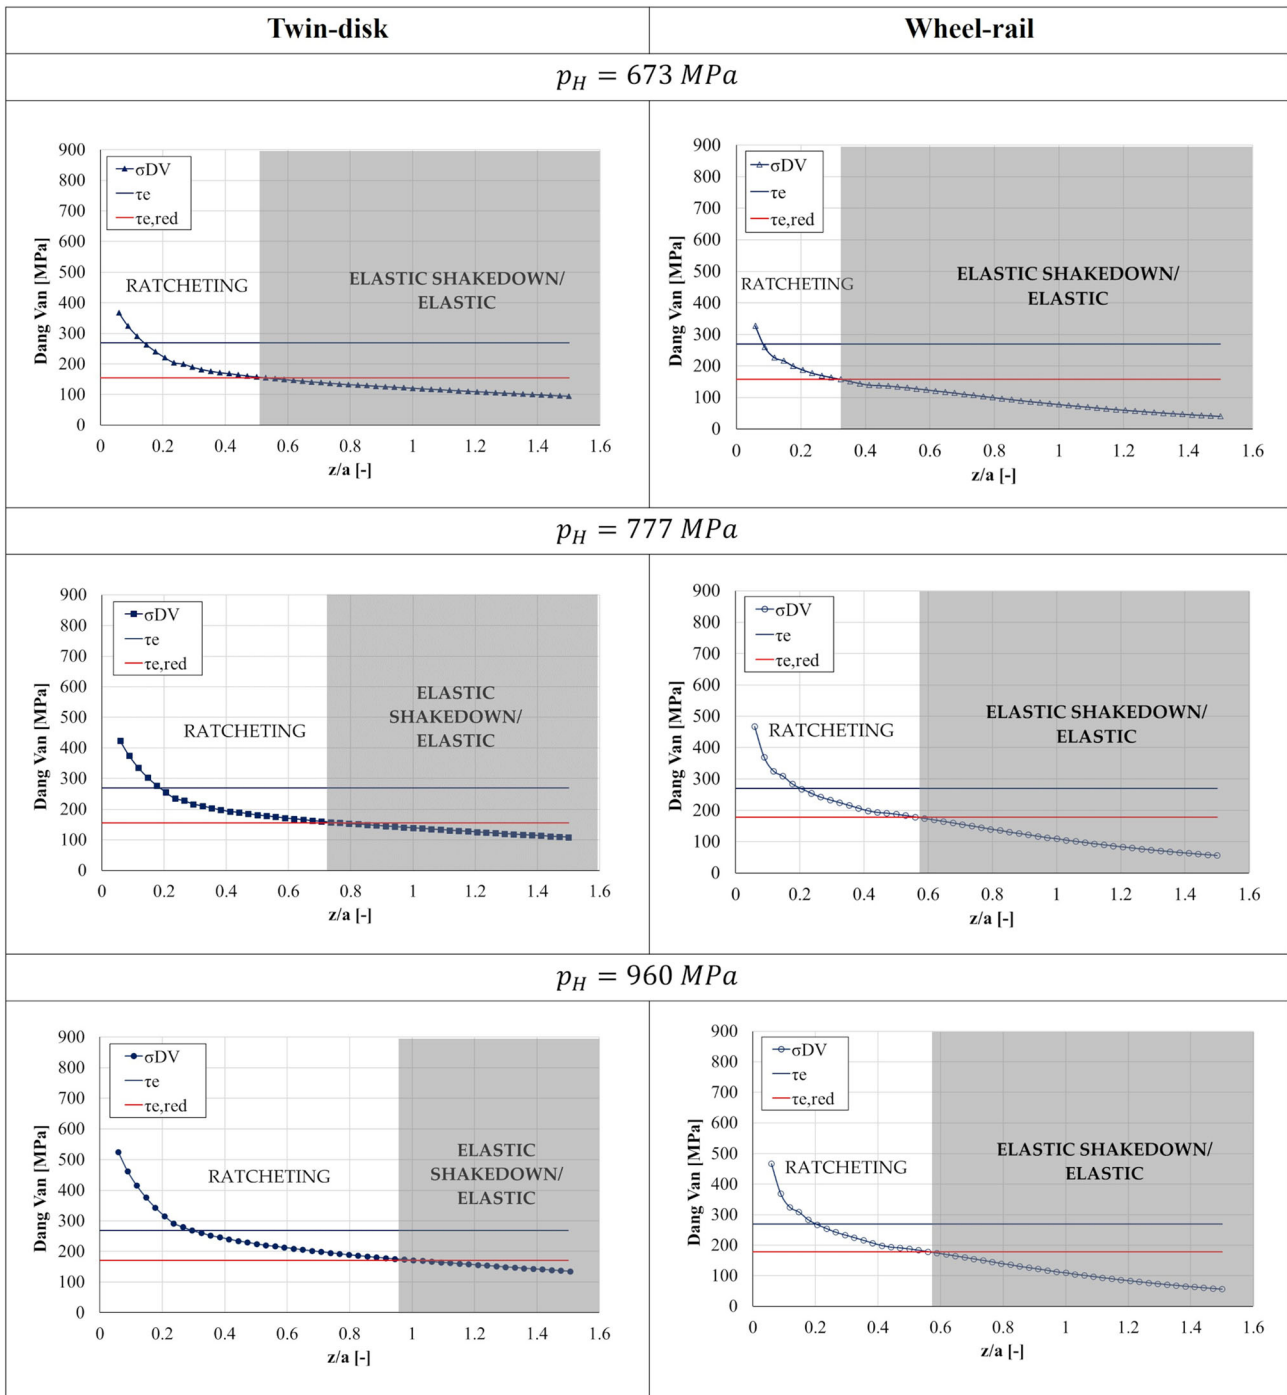 Twin-disk
Wheel-rail
p_H = 673 MPa
900
800
700
600
500
400
300
200
100
0
Dang Van [MPa]
σDV
τe
τe,red
RATCHETING
ELASTIC SHAKEDOWN/
ELASTIC
0 0.2 0.4 0.6 0.8 1 1.2 1.4 1.6
z/a [-]
900
800
700
600
500
400
300
200
100
0
Dang Van [MPa]
σDV
τe
τe,red
RATCHETING
ELASTIC SHAKEDOWN/
ELASTIC
0 0.2 0.4 0.6 0.8 1 1.2 1.4 1.6
z/a [-]
p_H = 777 MPa
900
800
700
600
500
400
300
200
100
0
Dang Van [MPa]
σDV
τe
τe,red
RATCHETING
ELASTIC
SHAKEDOWN/
ELASTIC
0 0.2 0.4 0.6 0.8 1 1.2 1.4 1.6
z/a [-]
900
800
700
600
500
400
300
200
100
0
Dang Van [MPa]
σDV
τe
τe,red
RATCHETING
ELASTIC SHAKEDOWN/
ELASTIC
0 0.2 0.4 0.6 0.8 1 1.2 1.4 1.6
z/a [-]
p_H = 960 MPa
900
800
700
600
500
400
300
200
100
0
Dang Van [MPa]
σDV
τe
τe,red
RATCHETING
ELASTIC
SHAKEDOWN/
ELASTIC
0 0.2 0.4 0.6 0.8 1 1.2 1.4 1.6
z/a [-]
900
800
700
600
500
400
300
200
100
0
Dang Van [MPa]
σDV
τe
τe,red
RATCHETING
ELASTIC SHAKEDOWN/
ELASTIC
0 0.2 0.4 0.6 0.8 1 1.2 1.4 1.6
z/a [-]